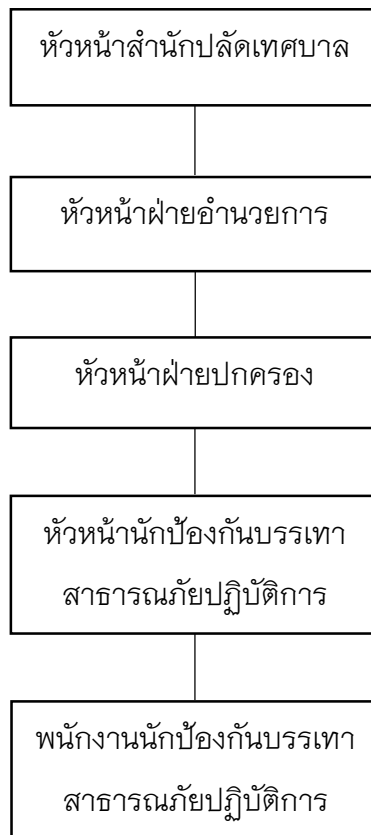 หัวหน้าสำนักปลัดเทศบาล
หัวหน้าฝ่ายอำนวยการ
หัวหน้าฝ่ายปกครอง
หัวหน้านักป้องกันบรรเทา
สาธารณภัยปฏิบัติการ
พนักงานนักป้องกันบรรเทา
สาธารณภัยปฏิบัติการ